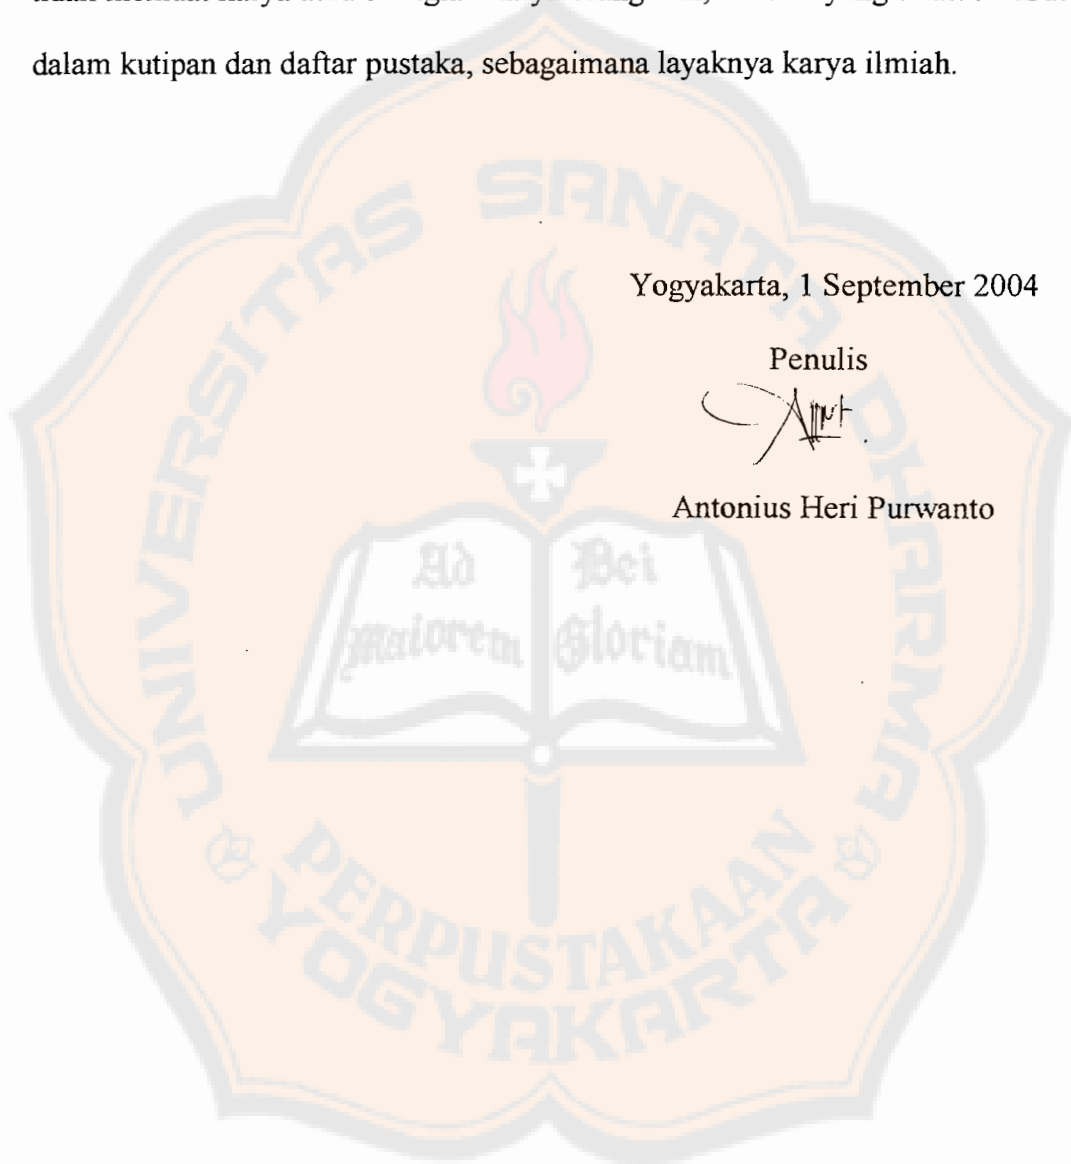 dalam kutipan dan daftar pustaka, sebagaimana layaknya karya ilmiah.
Yogyakarta, 1 September 2004
Penulis
Antonius Heri Purwanto
UNIVERSITAS SANATA DHARMA
Ad Dei
maiorem Gloriam
PERPUSTAKAAN
YOGYAKARTA